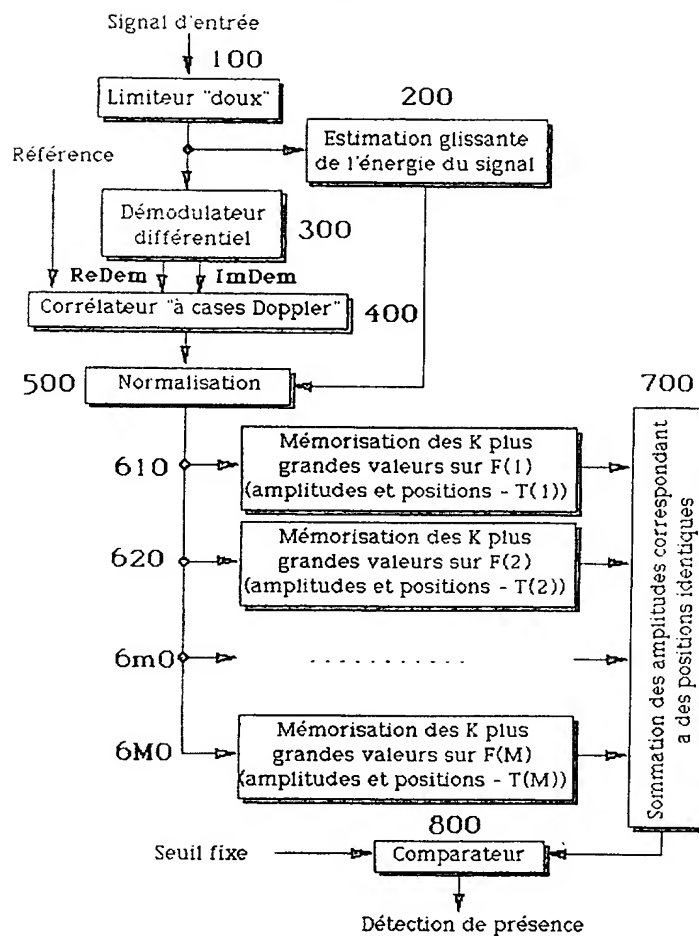 Signal d'entrée
100
Limiteur "doux"
200
Estimation glissante
de l'énergie du signal
Référence
Démodulateur
différentiel
300
ReDem
ImDem
Corrélateur "à cases Doppler"
400
500
Normalisation
700
610
Mémorisation des K plus
grandes valeurs sur F(1)
(amplitudes et positions - T(1))
620
Mémorisation des K plus
grandes valeurs sur F(2)
(amplitudes et positions - T(2))
6m0
. . . . . . . . . . .
6M0
Mémorisation des K plus
grandes valeurs sur F(M)
(amplitudes et positions - T(M))
Sommation des amplitudes correspondant
a des positions identiques
800
Seuil fixe
Comparateur
Détection de présence